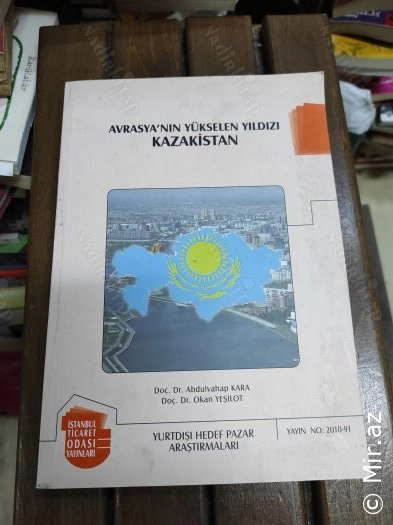 AVRASYA'NIN YÜKSELEN YILDIZI
KAZAKİSTAN
Doç. Dr. Abdulvahap KARA
Doç. Dr. Okan YEŞİLOT
İSTANBUL
TİCARET
ODASI
YAYINLARI
YURTDIŞI HEDEF PAZAR
ARAŞTIRMALARI
YAYIN NO: 2010-91
© Mir.az
nadirkitap